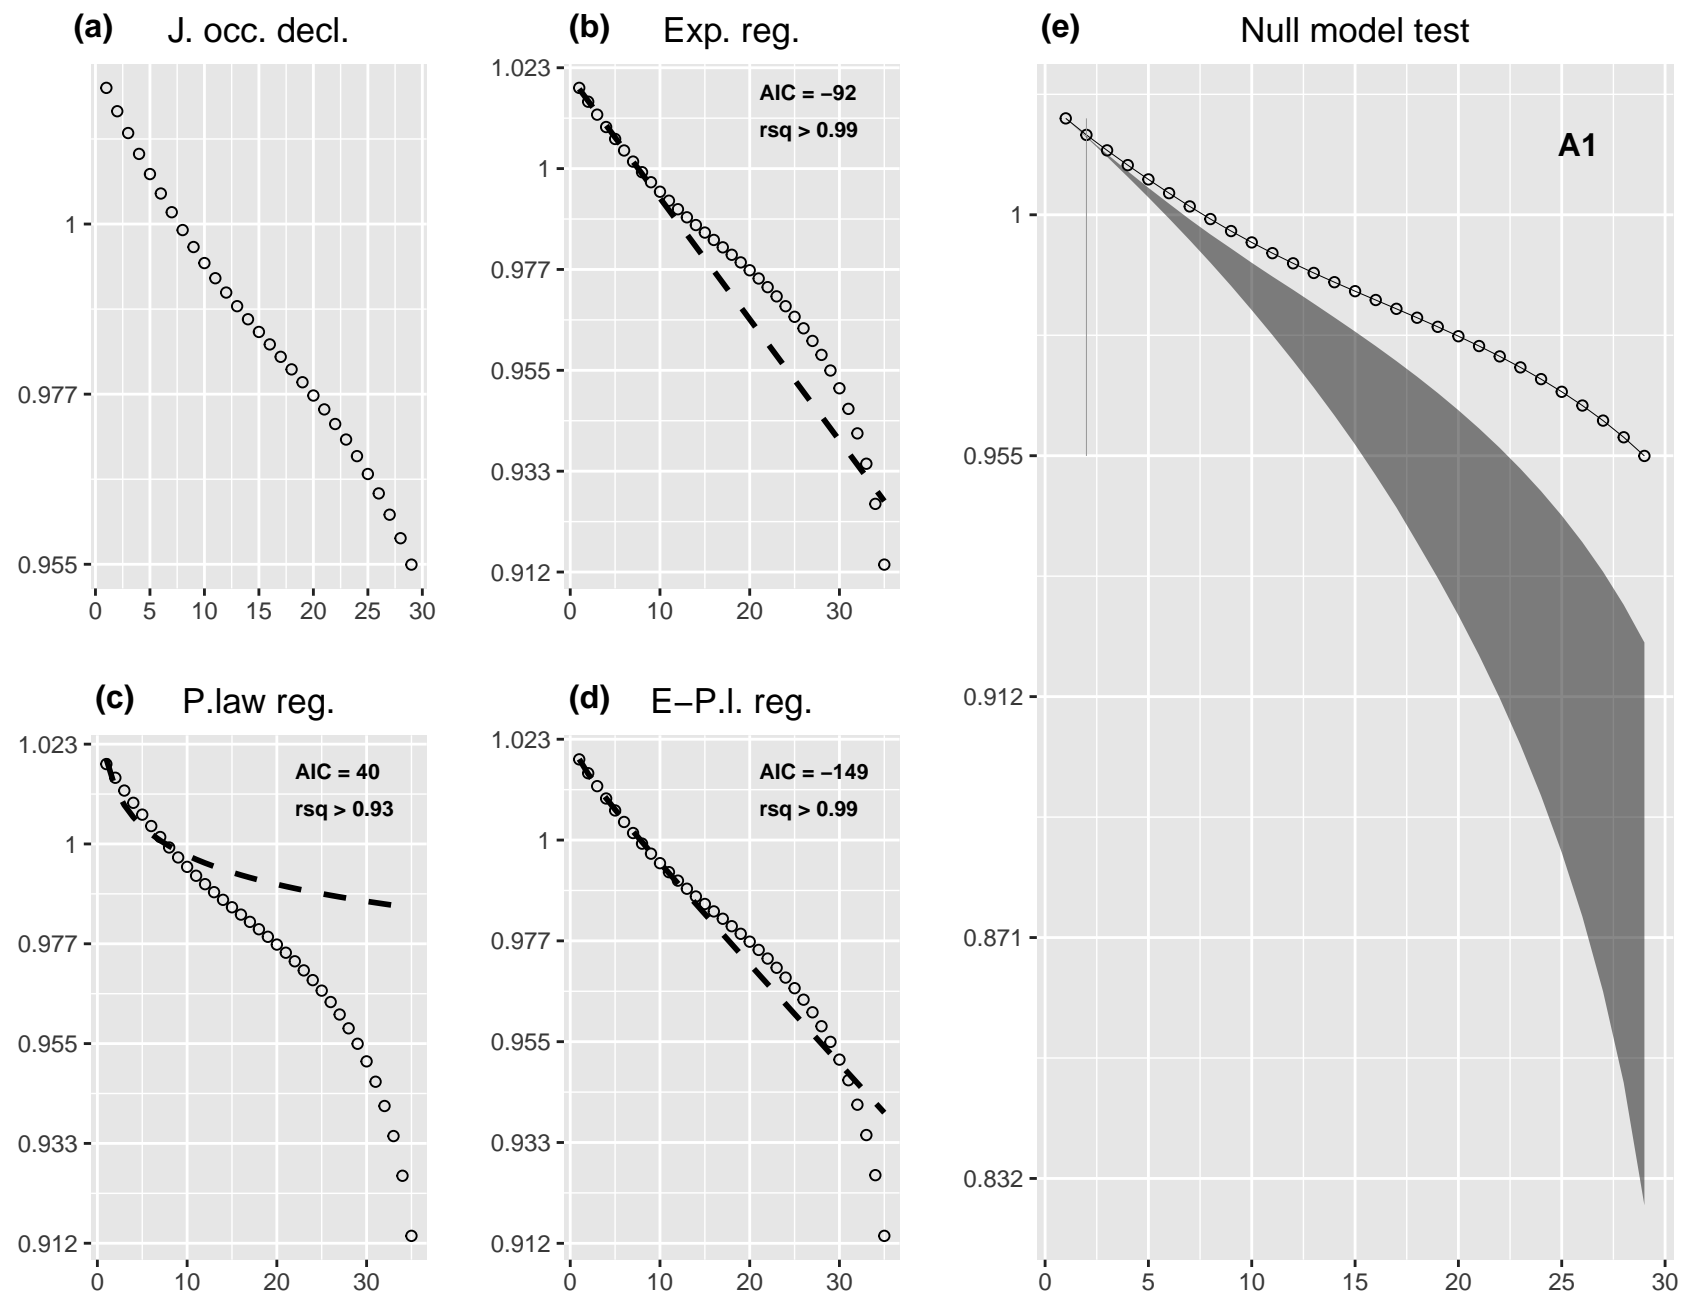 (a) J. occ. decl.
1
0.977
0.955
0 5 10 15 20 25 30
(b) Exp. reg.
AIC = −92
rsq > 0.99
1.023
1
0.977
0.955
0.933
0.912
0 10 20 30
(c) P.law reg.
AIC = 40
rsq > 0.93
1.023
1
0.977
0.955
0.933
0.912
0 10 20 30
(d) E−P.l. reg.
AIC = −149
rsq > 0.99
1.023
1
0.977
0.955
0.933
0.912
0 10 20 30
(e) Null model test
A1
1
0.955
0.912
0.871
0.832
0 5 10 15 20 25 30